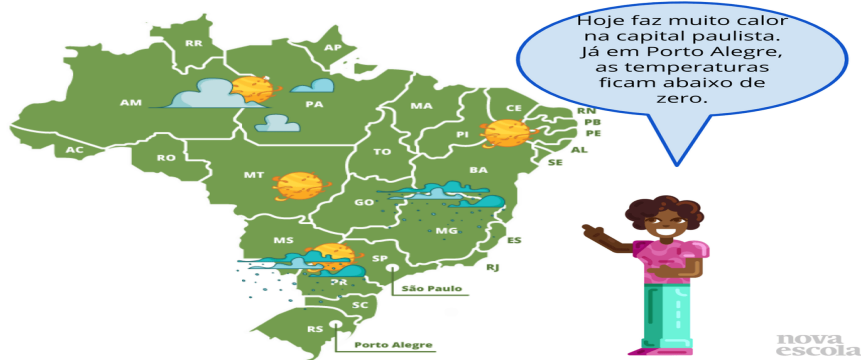 Hoje faz muito calor
na capital paulista.
Já em Porto Alegre,
as temperaturas
ficam abaixo de
zero.
RR
AP
AM
PA
MA
CE
RN
PB
PE
PI
AL
SE
AC
RO
TO
BA
MT
GO
MG
ES
MS
SP
RJ
PR
São Paulo
SC
RS
Porto Alegre
nova
escola